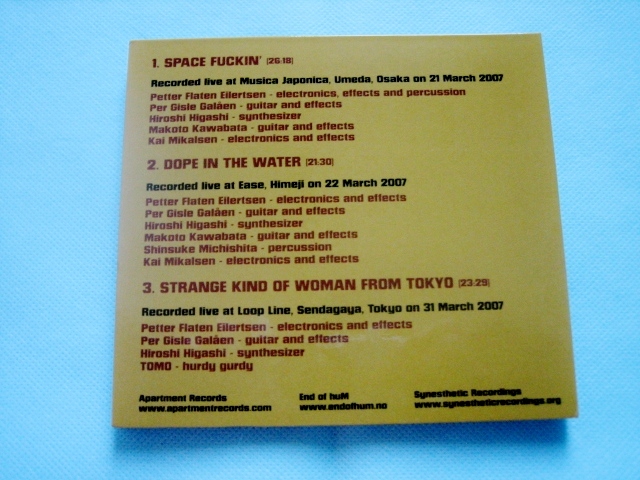 1. SPACE FUCKIN' [26:18]
Recorded live at Musica Japonica, Umeda, Osaka on 21 March 2007
Petter Flaten Eilertsen - electronics, effects and percussion
Per Gisle Galåen - guitar and effects
Hiroshi Higashi - synthesizer
Makoto Kawabata - guitar and effects
Kai Mikalsen - electronics and effects
2. DOPE IN THE WATER [21:30]
Recorded live at Ease, Himeji on 22 March 2007
Petter Flaten Eilertsen - electronics and effects
Per Gisle Galåen - guitar and effects
Hiroshi Higashi - synthesizer
Makoto Kawabata - guitar and effects
Shinsuke Michishita - percussion
Kai Mikalsen - electronics and effects
3. STRANGE KIND OF WOMAN FROM TOKYO [23:29]
Recorded live at Loop Line, Sendagaya, Tokyo on 31 March 2007
Petter Flaten Eilertsen - electronics and effects
Per Gisle Galåen - guitar and effects
Hiroshi Higashi - synthesizer
TOMO - hurdy gurdy
Apartment Records End of huM Synesthetic Recordings
www.apartmentrecords.com www.endofhum.no www.synestheticrecordings.org